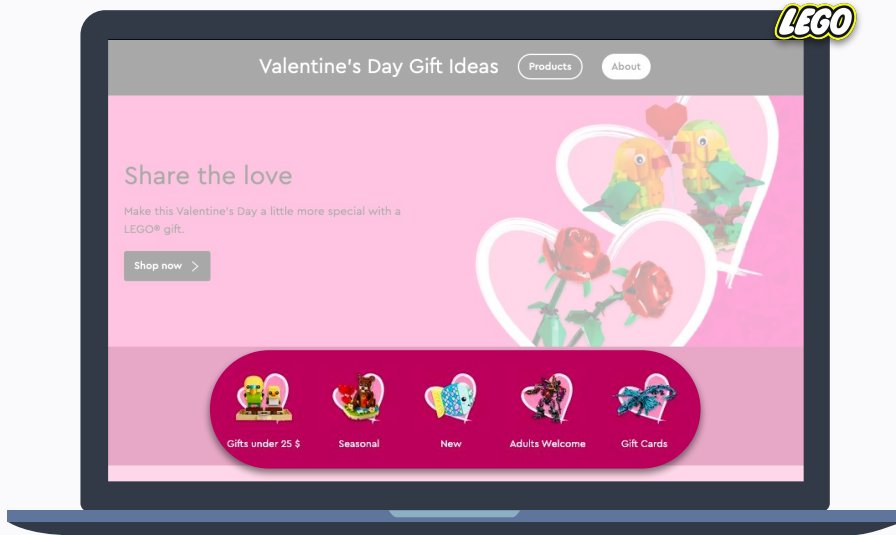 LEGO
Valentine's Day Gift Ideas
Products
About
Share the love
Make this Valentine's Day a little more special with a
LEGO® gift.
Shop now
Gifts under 25 $
Seasonal
New
Adults Welcome
Gift Cards